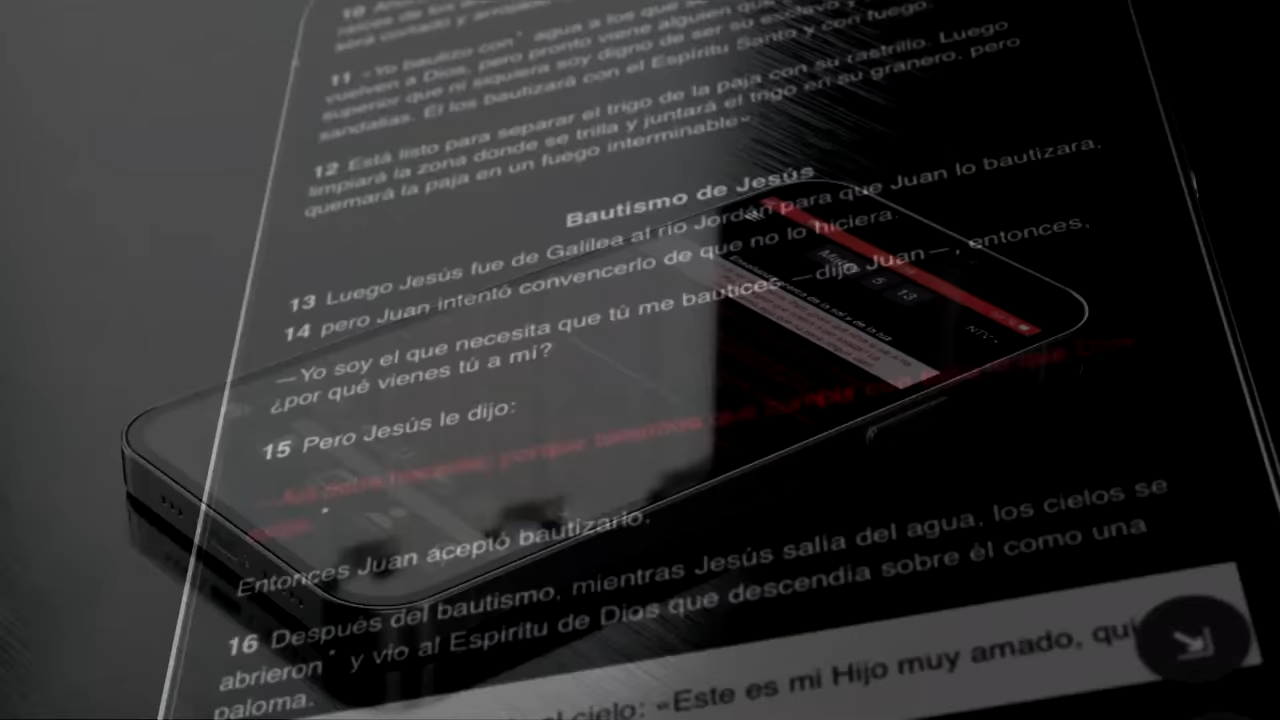 11 «Yo bautizo con* agua a los que
vuelven a Dios, pero pronto viene alguien que
superior que ni siquiera soy digno de ser su esclavo y
sandalias. Él los bautizará con el Espíritu Santo y con fuego.
12 Está listo para separar el trigo de la paja con su rastrillo. Luego
limpiará la zona donde se trilla y juntará el trigo en su granero, pero
quemará la paja en un fuego interminable»
Bautismo de Jesús
13 Luego Jesús fue de Galilea al río Jordán para que Juan lo bautizara,
14 pero Juan intentó convencerlo de que no lo hiciera.
—Yo soy el que necesita que tú me bautices —dijo Juan—, entonces,
¿por qué vienes tú a mí?
15 Pero Jesús le dijo:
porque tenemos que cumplir
Entonces Juan aceptó bautizarlo.
16 Después del bautismo, mientras Jesús salía del agua, los cielos se
abrieron* y vio al Espíritu de Dios que descendía sobre él como una
paloma.
cielo: «Este es mi Hijo muy amado,
5 13
NTV